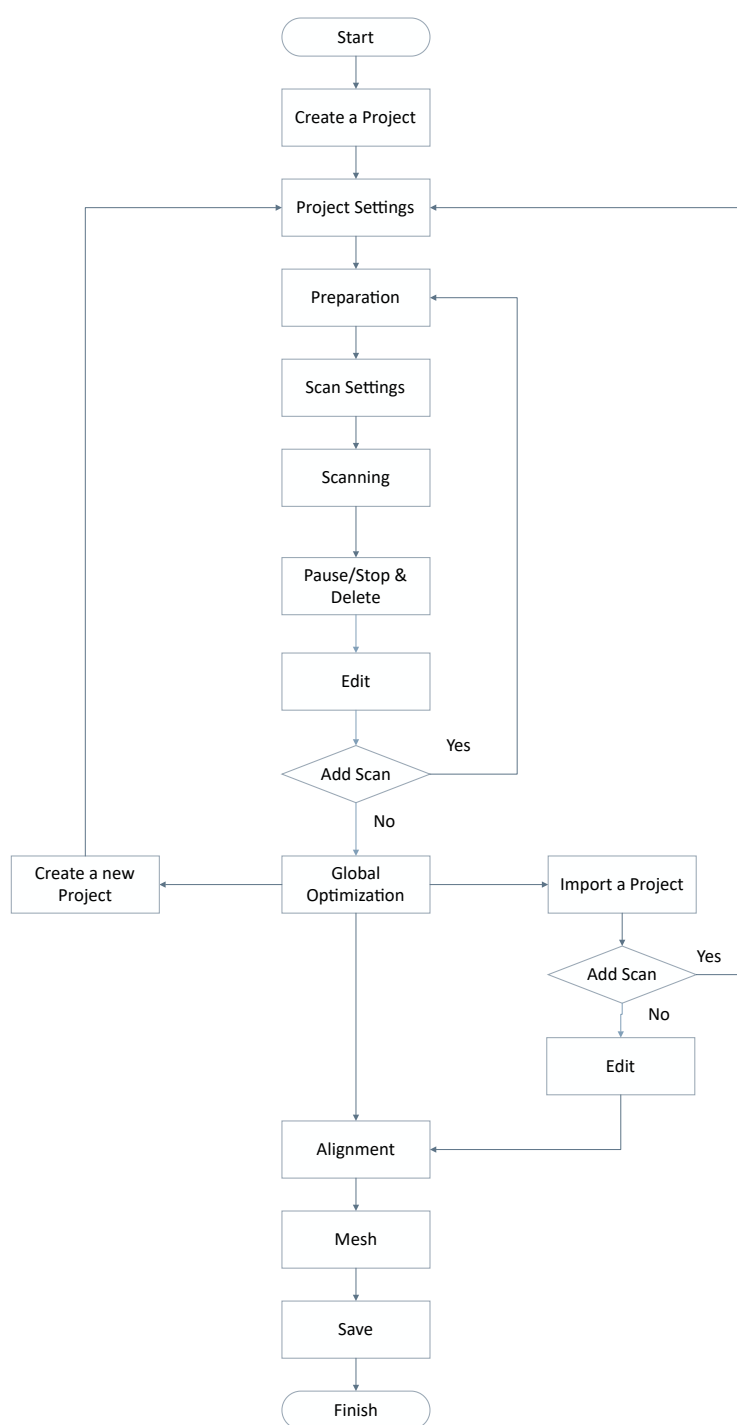 Start
Create a Project
Project Settings
Preparation
Scan Settings
Scanning
Pause/Stop &
Delete
Edit
Yes
Add Scan
No
Create a new
Project
Global
Optimization
Import a Project
Yes
Add Scan
No
Edit
Alignment
Mesh
Save
Finish